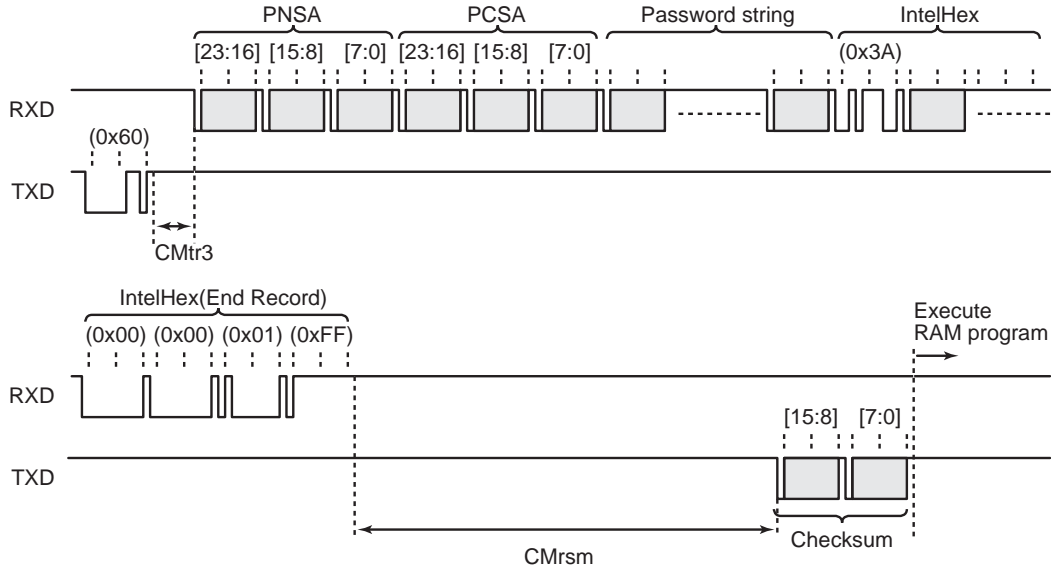 PNSA PCSA Password string IntelHex
[23:16] [15:8] [7:0] [23:16] [15:8] [7:0] (0x3A)
RXD
(0x60)
TXD
CMtr3
IntelHex(End Record)
(0x00) (0x00) (0x01) (0xFF)
Execute
RAM program
RXD
[15:8] [7:0]
TXD
Checksum
CMrsm